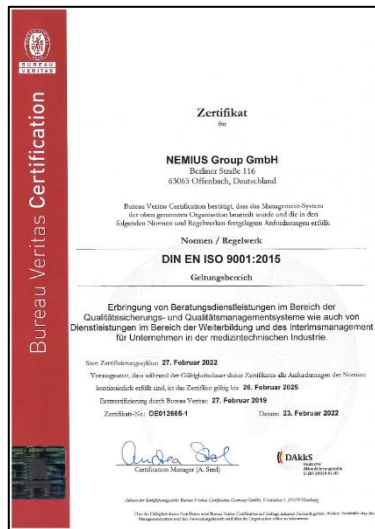 BUREAU
VERITAS
Bureau Veritas Certification
Zertifikat
für
NEMIUS Group GmbH
Berliner Straße 116
63065 Offenbach, Deutschland
Bureau Veritas Certification bestätigt, dass das Management-System
der oben genannten Organisation beurteilt wurde und die in den
folgenden Normen und Regelwerken festgelegten Anforderungen erfüllt.
Normen / Regelwerk
DIN EN ISO 9001:2015
Geltungsbereich
Erbringung von Beratungsdienstleistungen im Bereich der
Qualitätssicherungs- und Qualitätsmanagementsysteme wie auch von
Dienstleistungen im Bereich der Weiterbildung und des Interimsmanagement
für Unternehmen in der medizintechnischen Industrie.
Start Zertifizierungszyklus: 27. Februar 2022
Vorausgesetzt, dass während der Gültigkeitsdauer dieses Zertifikates alle Anforderungen der Normen
kontinuierlich erfüllt sind, ist das Zertifikat gültig bis: 26. Februar 2025
Erstzertifizierung durch Bureau Veritas: 27. Februar 2019
Zertifikats-Nr.: DE012665-1 Datum: 23. Februar 2022
Certification Manager (A. Stoel)
DAkkS
Deutsche
Akkreditierungsstelle